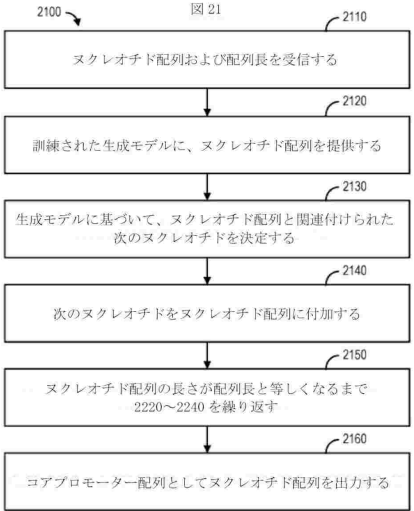 図 21
2100
2110
ヌクレオチド配列および配列長を受信する
2120
訓練された生成モデルに、ヌクレオチド配列を提供する
2130
生成モデルに基づいて、ヌクレオチド配列と関連付けられた
次のヌクレオチドを決定する
2140
次のヌクレオチドをヌクレオチド配列に付加する
2150
ヌクレオチド配列の長さが配列長と等しくなるまで
2220～2240 を繰り返す
2160
コアプロモーター配列としてヌクレオチド配列を出力する